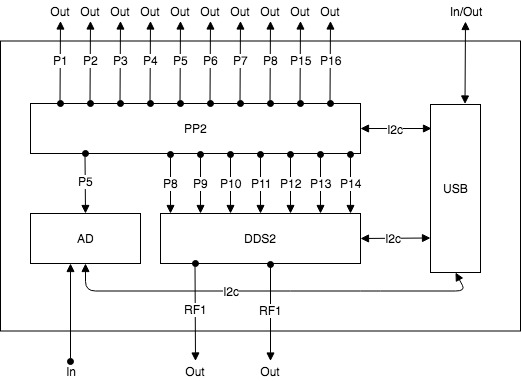 Out Out Out Out Out Out Out Out Out Out In/Out
P1 P2 P3 P4 P5 P6 P7 P8 P15 P16
PP2 I2c
USB
P5 P8 P9 P10 P11 P12 P13 P14
AD DDS2 I2c
I2c
RF1 RF1
In Out Out